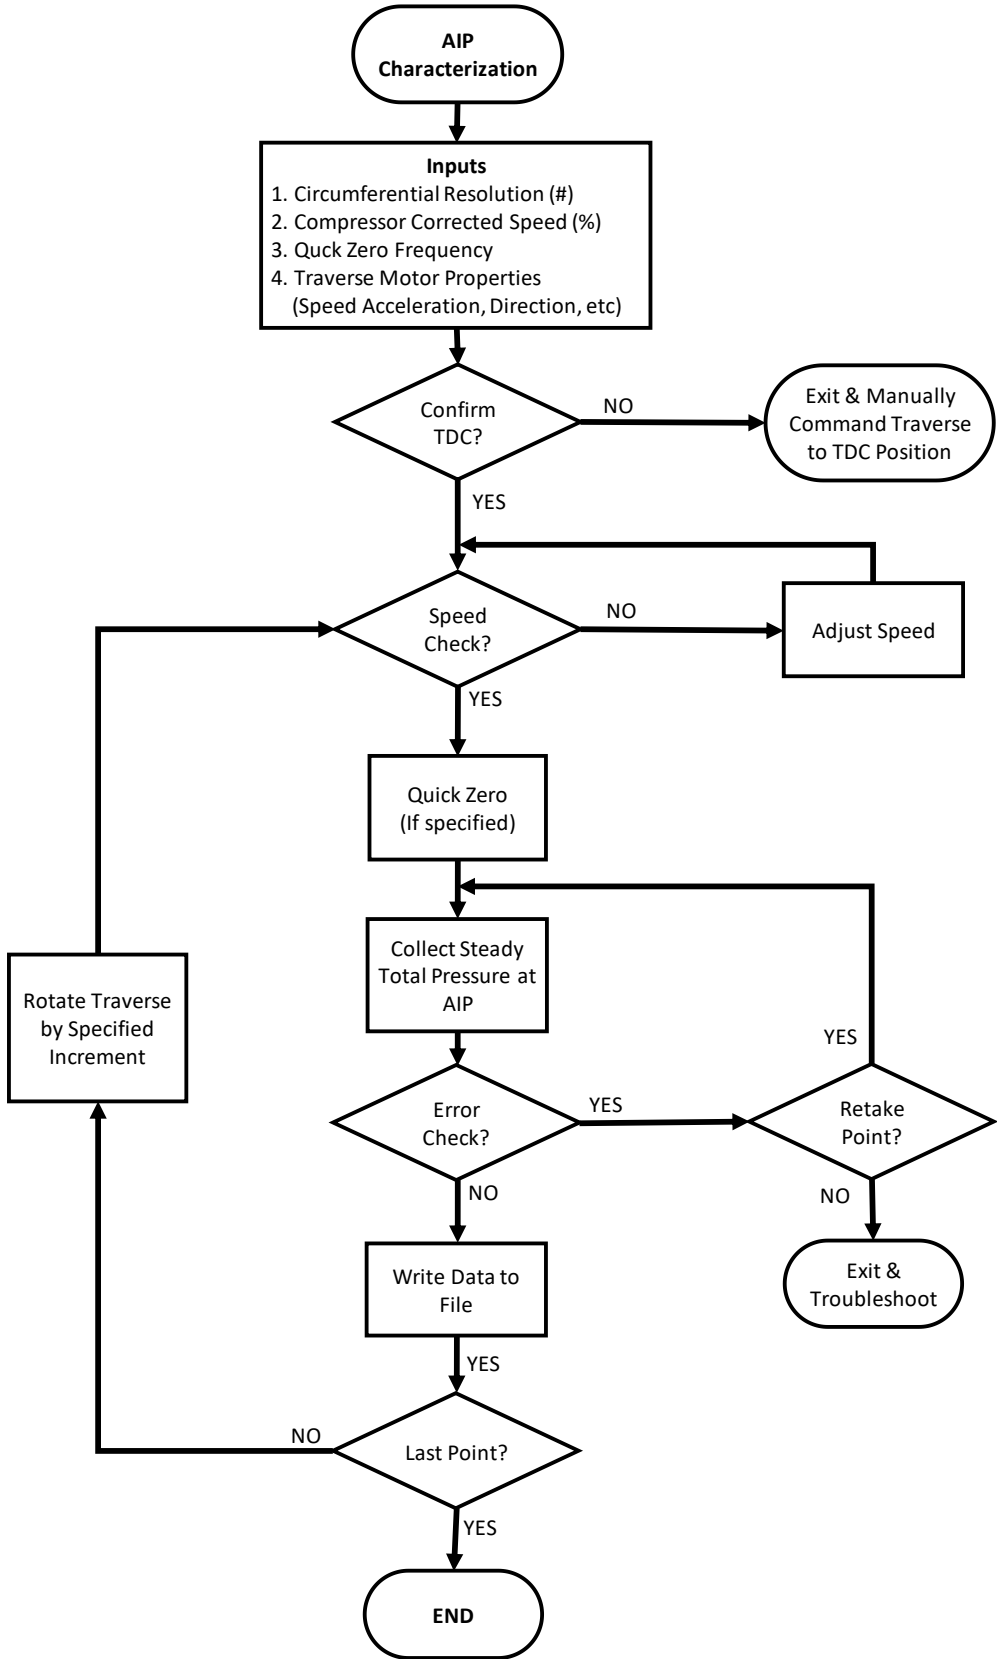 AIP
Characterization
Inputs
1. Circumferential Resolution (#)
2. Compressor Corrected Speed (%)
3. Quck Zero Frequency
4. Traverse Motor Properties
(Speed Acceleration, Direction, etc)
Confirm
TDC?
NO
Exit & Manually
Command Traverse
to TDC Position
YES
Speed
Check?
NO
Adjust Speed
YES
Quick Zero
(If specified)
Collect Steady
Total Pressure at
AIP
Rotate Traverse
by Specified
Increment
YES
Error
Check?
YES
Retake
Point?
NO
NO
Write Data to
File
Exit &
Troubleshoot
YES
Last Point?
NO
YES
END